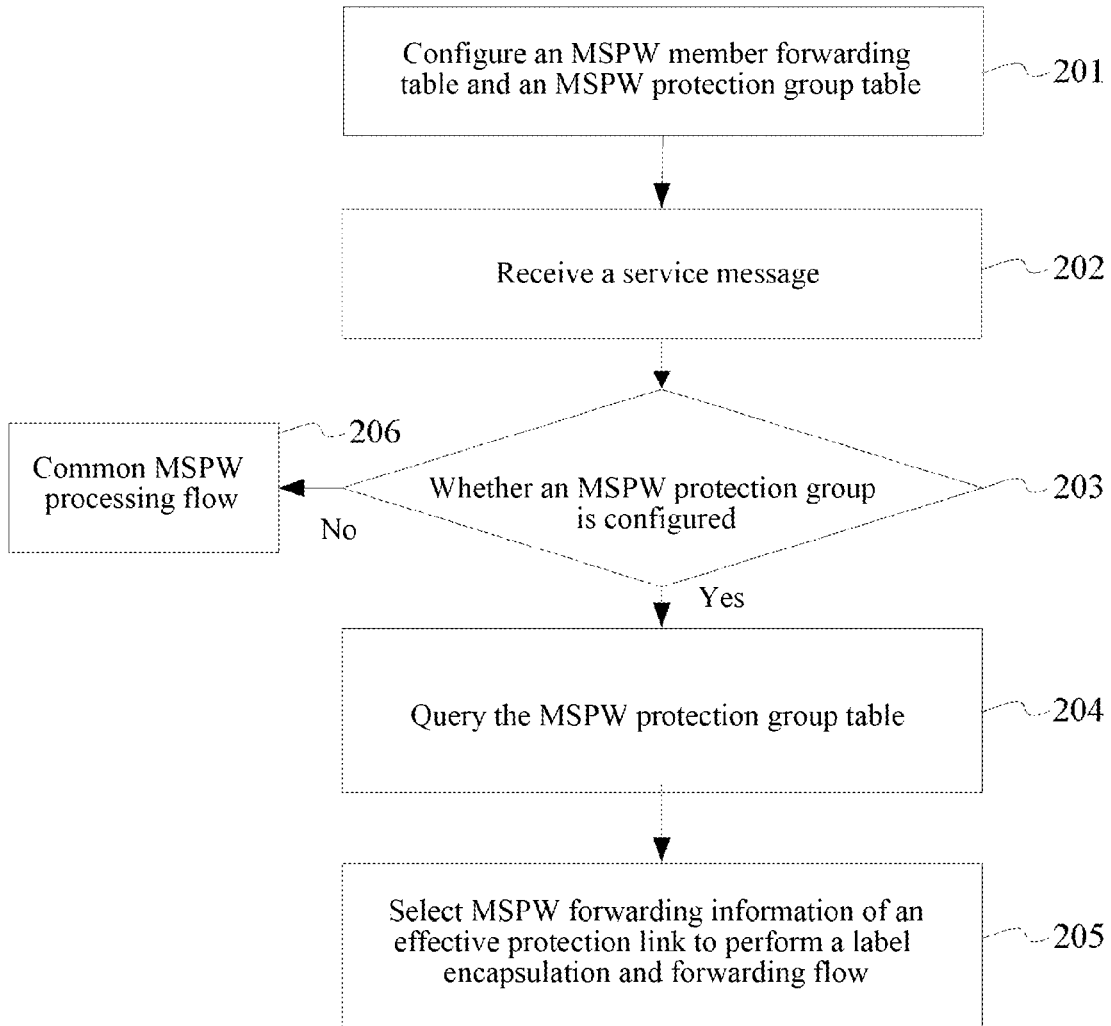 Configure an MSPW member forwarding
table and an MSPW protection group table
201
Receive a service message
202
206
Common MSPW
processing flow
No
Whether an MSPW protection group
is configured
203
Yes
Query the MSPW protection group table
204
Select MSPW forwarding information of an
effective protection link to perform a label
encapsulation and forwarding flow
205